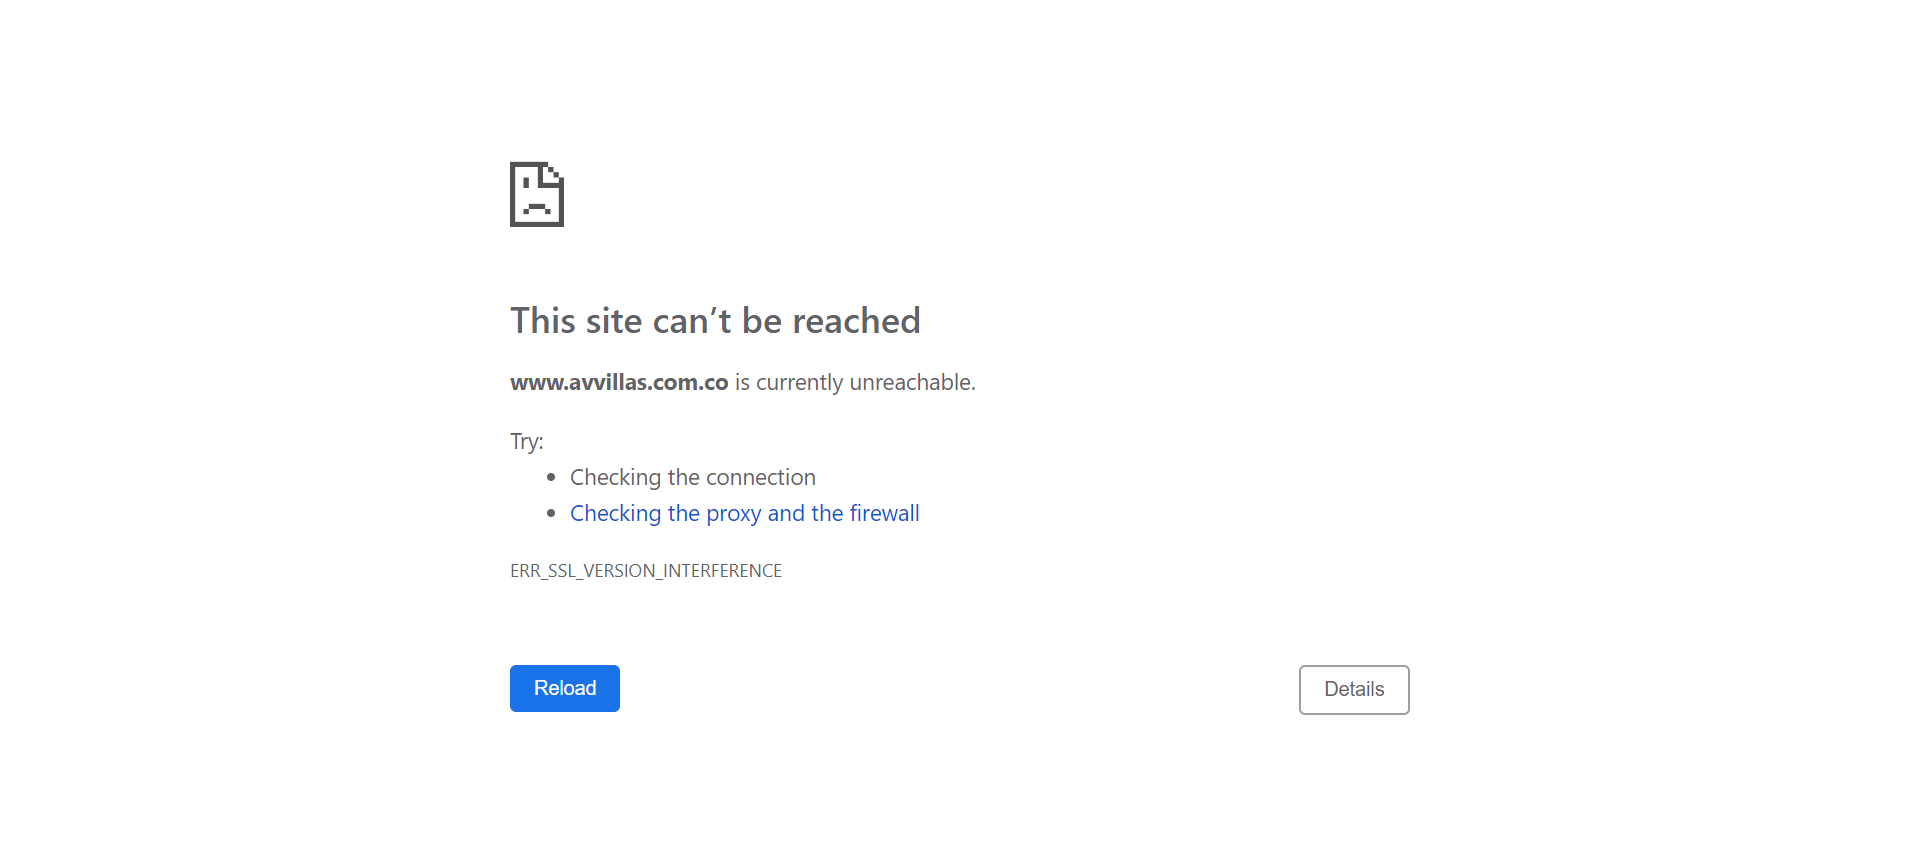 This site can’t be reached
www.avvillas.com.co is currently unreachable.
Try:
• Checking the connection
• Checking the proxy and the firewall
ERR_SSL_VERSION_INTERFERENCE
Reload
Details